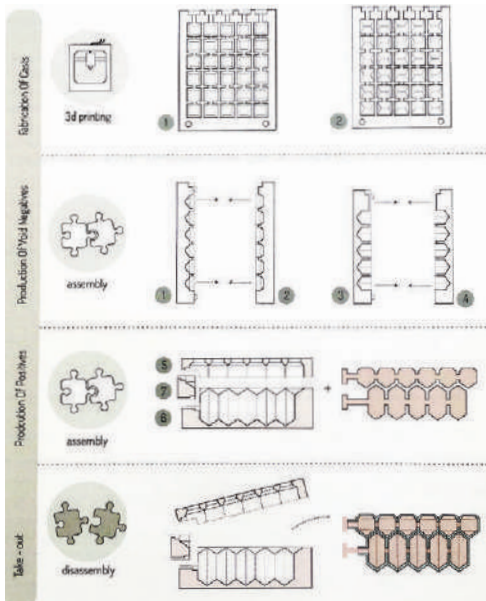 Fabrication Of Casts
3d printing
1
2
Production Of Void Negatives
assembly
1
2
3
4
Production Of Positives
assembly
5
7
6
+
Take - out
disassembly